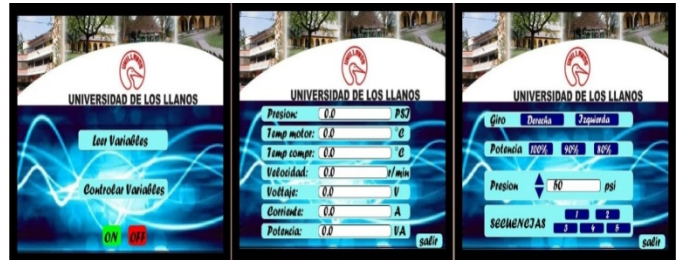 UNILLANOS
UNIVERSIDAD DE LOS LLANOS
Leer Variables
Controlar Variables
ON OFF
UNILLANOS
UNIVERSIDAD DE LOS LLANOS
Presion: 0.0 PSI
Temp motor: 0.0 °C
Temp compr: 0.0 °C
Velocidad: 0.0 r/min
Voltaje: 0.0 V
Corriente: 0.0 A
Potencia: 0.0 VA
salir
UNILLANOS
UNIVERSIDAD DE LOS LLANOS
Giro Derecha Izquierda
Potencia 100% 90% 80%
Presion 50 psi
SECUENCIAS 1 2
3 4 5
salir